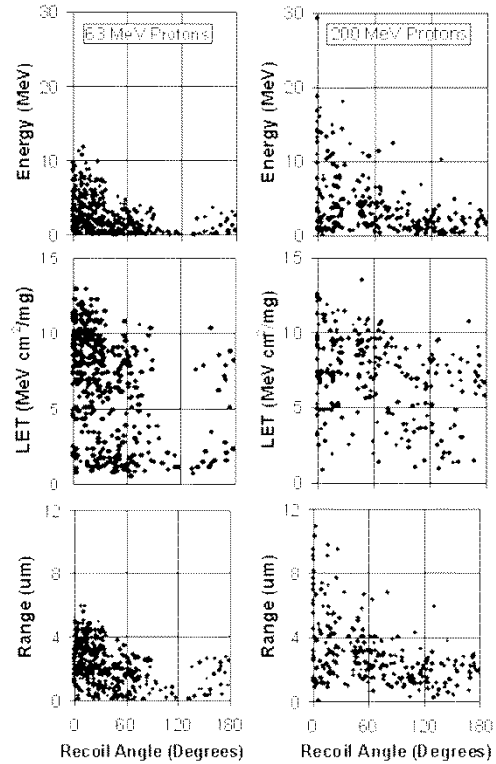 63 MeV Protons
200 MeV Protons
Energy (MeV)
30
20
10
0
Energy (MeV)
30
20
10
0
LET (MeV cm²/mg)
15
10
5
0
LET (MeV cm²/mg)
15
10
5
0
Range (um)
12
8
4
0
Range (um)
12
8
4
0
0 60 120 180
0 60 120 180
Recoil Angle (Degrees)
Recoil Angle (Degrees)